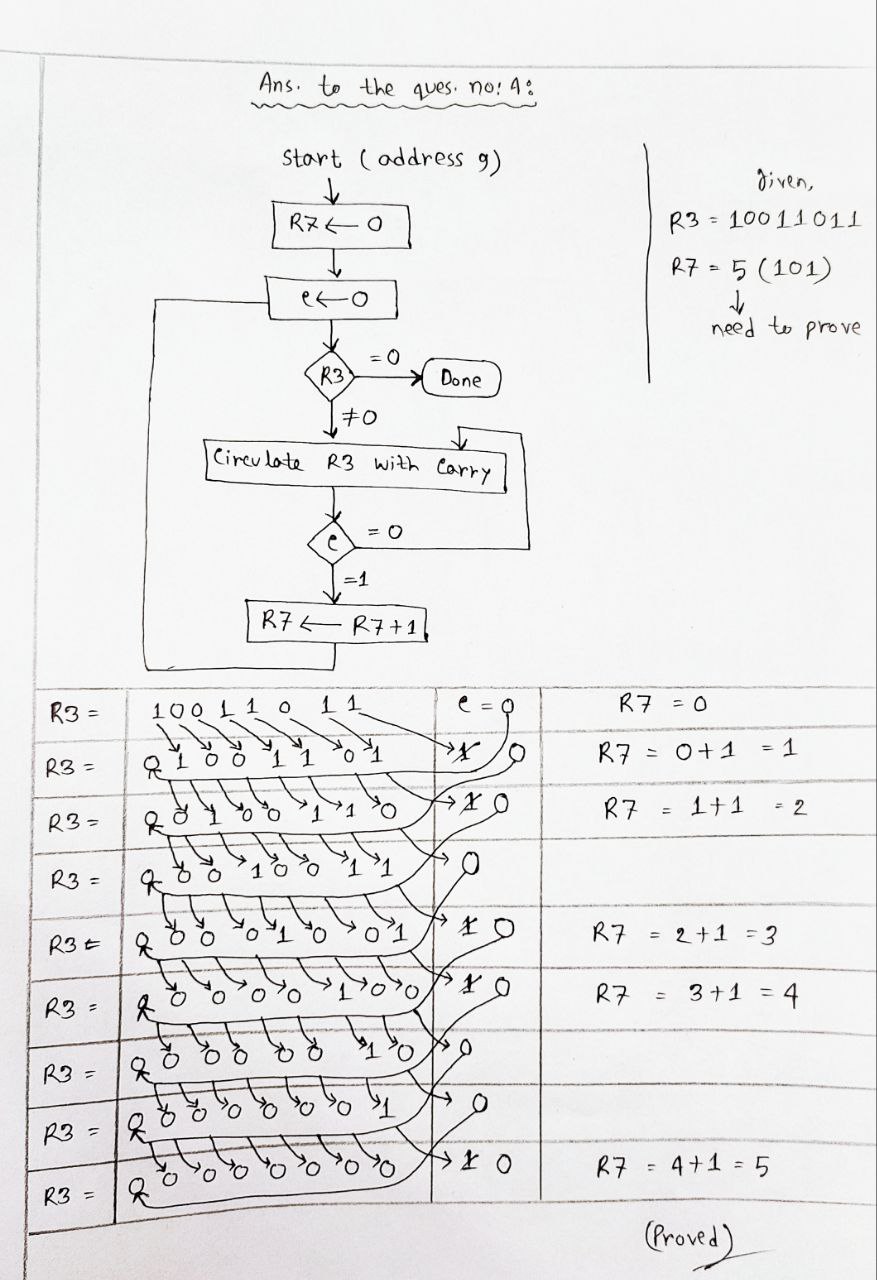 Ans. to the ques. no: 4:
Start (address 9)
R7 ← 0
e ← 0
R3
= 0
Done
≠0
Circulate R3 with Carry
e
= 0
=1
R7 ← R7+1
given,
R3 = 10011011
R7 = 5 (101)
↓
need to prove
R3 = 1 0 0 1 1 0 1 1 e = 0 R7 = 0
R3 = 0 1 0 0 1 1 0 1 1 0 R7 = 0+1 = 1
R3 = 0 0 1 0 0 1 1 0 1 0 R7 = 1+1 = 2
R3 = 0 0 0 1 0 0 1 1 0
R3 = 0 0 0 0 1 0 0 1 1 0 R7 = 2+1 = 3
R3 = 0 0 0 0 0 1 0 0 1 0 R7 = 3+1 = 4
R3 = 0 0 0 0 0 0 1 0 0
R3 = 0 0 0 0 0 0 0 1 0
R3 = 0 0 0 0 0 0 0 0 1 0 R7 = 4+1 = 5
(Proved)